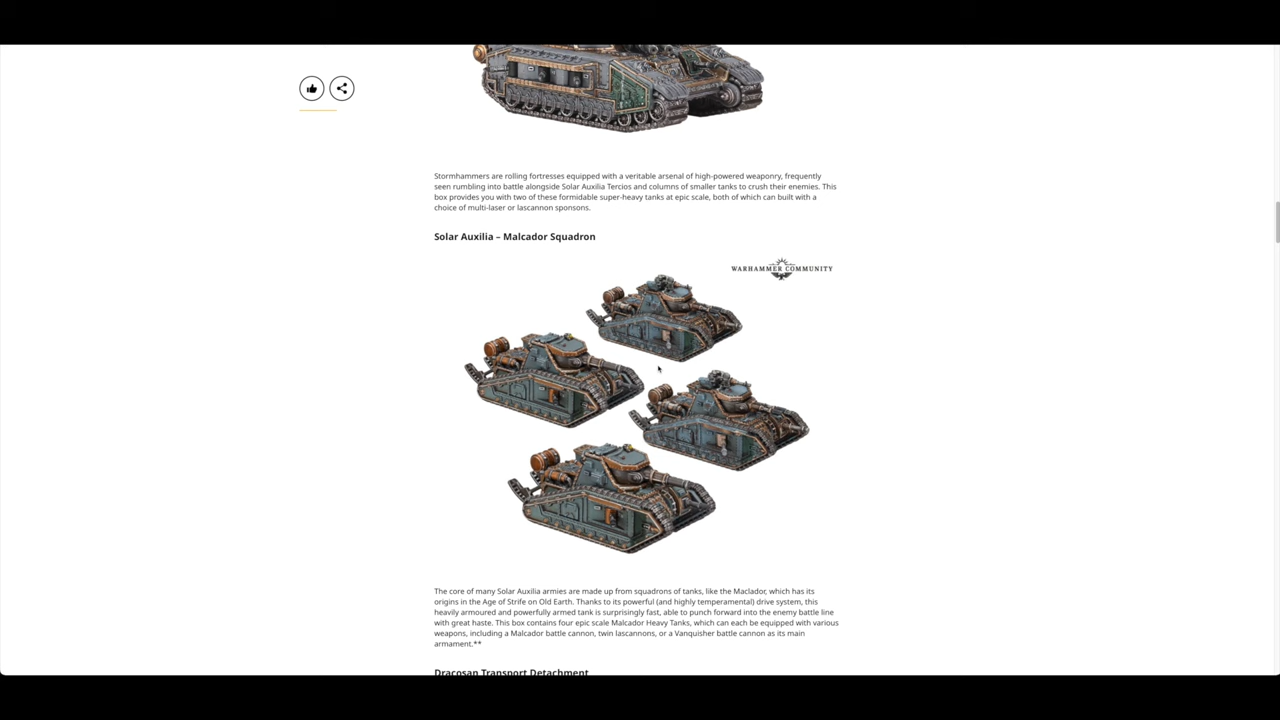 Stormhammers are rolling fortresses equipped with a veritable arsenal of high-powered weaponry, frequently
seen rumbling into battle alongside Solar Auxilia Tercios and columns of smaller tanks to crush their enemies. This
box provides you with two of these formidable super-heavy tanks at epic scale, both of which can built with a
choice of multi-laser or lascannon sponsons.
Solar Auxilia – Malcador Squadron
WARHAMMER COMMUNITY
The core of many Solar Auxilia armies are made up from squadrons of tanks, like the Maclador, which has its
origins in the Age of Strife on Old Earth. Thanks to its powerful (and highly temperamental) drive system, this
heavily armoured and powerfully armed tank is surprisingly fast, able to punch forward into the enemy battle line
with great haste. This box contains four epic scale Malcador Heavy Tanks, which can each be equipped with various
weapons, including a Malcador battle cannon, twin lascannons, or a Vanquisher battle cannon as its main
armament.**
Dracosan Transport Detachment